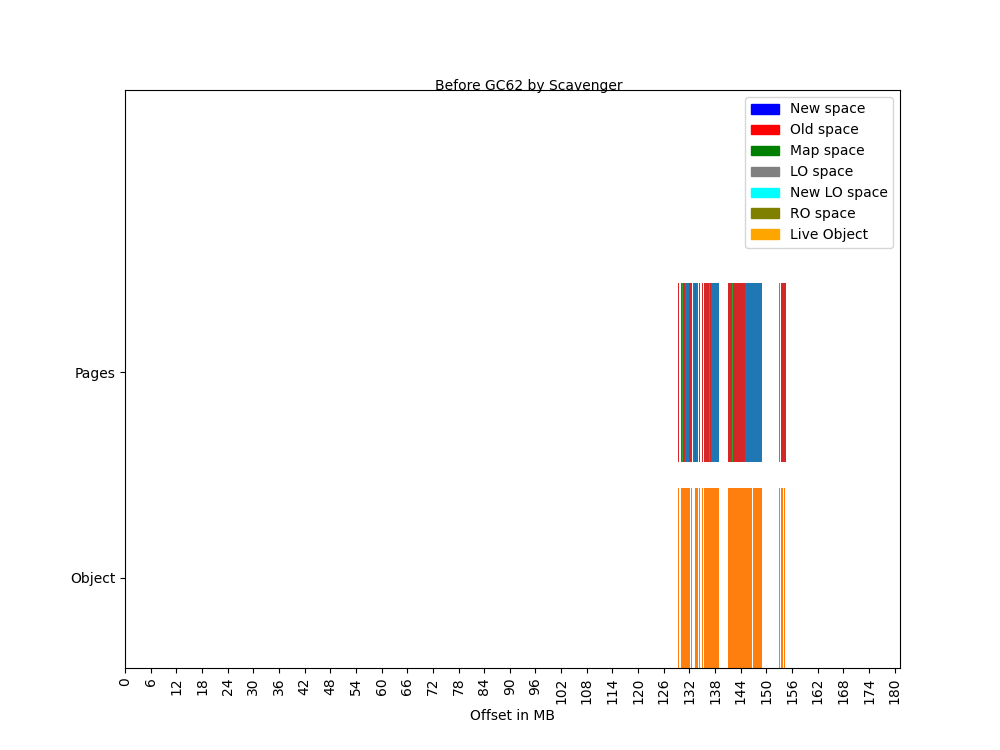 Before GC62 by Scavenger
New space
Old space
Map space
LO space
New LO space
RO space
Live Object
Pages
Object
0 6 12 18 24 30 36 42 48 54 60 66 72 78 84 90 96 102 108 114 120 126 132 138 144 150 156 162 168 174 180
Offset in MB